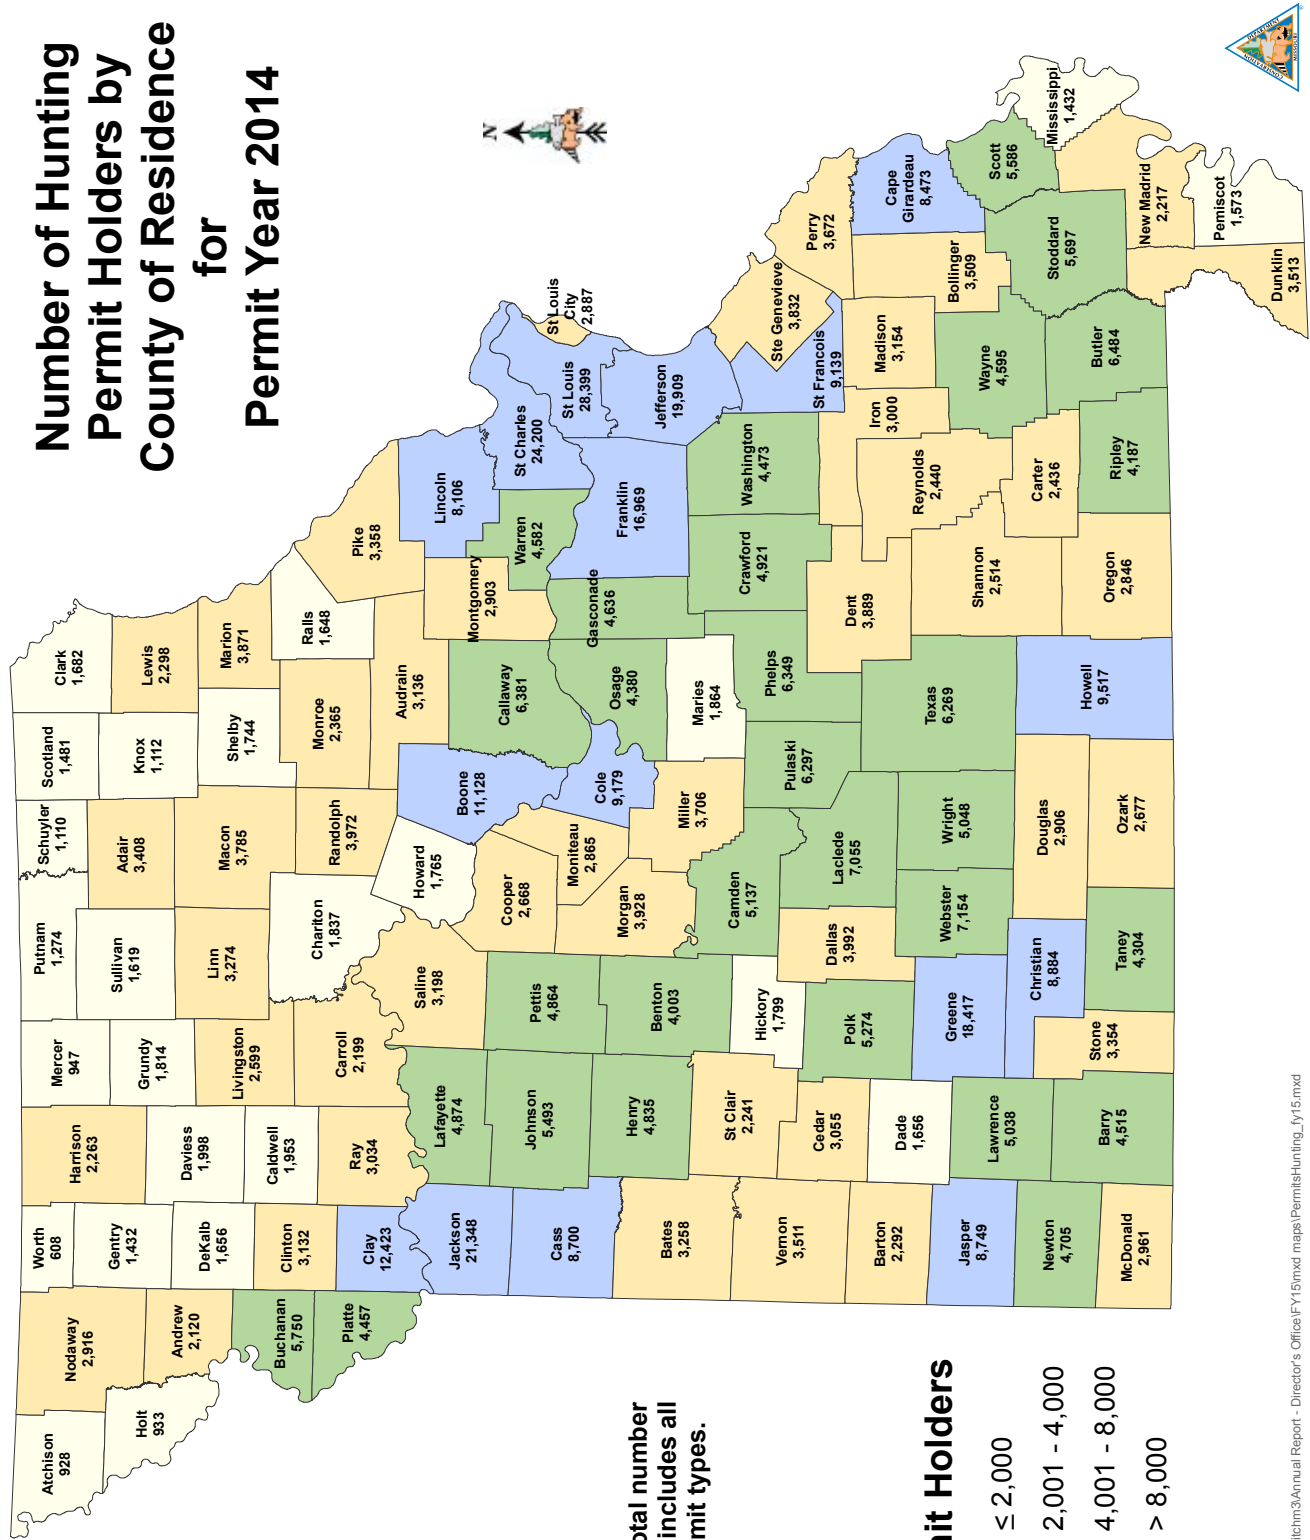 Number of Hunting
Permit Holders by
County of Residence
for
Permit Year 2014
N
Atchison
928
Nodaway
2,916
Worth
608
Harrison
2,263
Mercer
947
Putnam
1,274
Schuyler
1,110
Scotland
1,481
Clark
1,682
Holt
933
Andrew
2,120
Gentry
1,432
DeKalb
1,656
Daviess
1,998
Grundy
1,814
Sullivan
1,619
Adair
3,408
Knox
1,112
Lewis
2,298
Buchanan
5,750
Clinton
3,132
Caldwell
1,953
Livingston
2,599
Linn
3,274
Macon
3,785
Shelby
1,744
Marion
3,871
Platte
4,457
Clay
12,423
Ray
3,034
Carroll
2,199
Chariton
1,837
Randolph
3,972
Monroe
2,365
Ralls
1,648
Pike
3,358
Jackson
21,348
Lafayette
4,874
Saline
3,198
Howard
1,765
Boone
11,128
Audrain
3,136
Callaway
6,381
Montgomery
2,903
Lincoln
8,106
Warren
4,582
St Charles
24,200
St Louis
28,399
St Louis
City
2,887
Cass
8,700
Johnson
5,493
Pettis
4,864
Cooper
2,668
Moniteau
2,865
Cole
9,179
Osage
4,380
Gasconade
4,636
Franklin
16,969
Jefferson
19,909
Bates
3,258
Henry
4,835
Benton
4,003
Morgan
3,928
Miller
3,706
Maries
1,864
Vernon
3,511
St Clair
2,241
Hickory
1,799
Camden
5,137
Pulaski
6,297
Phelps
6,349
Crawford
4,921
Washington
4,473
Ste Genevieve
3,832
St Francois
9,139
Perry
3,672
Barton
2,292
Cedar
3,055
Polk
5,274
Dallas
3,992
Laclede
7,055
Dent
3,889
Iron
3,000
Madison
3,154
Cape
Girardeau
8,473
Dade
1,656
Reynolds
2,440
Bollinger
3,509
Jasper
8,749
Lawrence
5,038
Greene
18,417
Webster
7,154
Wright
5,048
Texas
6,269
Shannon
2,514
Wayne
4,595
Scott
5,586
Mississippi
1,432
Newton
4,705
Christian
8,884
Douglas
2,906
Howell
9,517
Carter
2,436
Butler
6,484
Stoddard
5,697
New Madrid
2,217
McDonald
2,961
Barry
4,515
Stone
3,354
Taney
4,304
Ozark
2,677
Oregon
2,846
Ripley
4,187
Pemiscot
1,573
Dunklin
3,513
otal number
includes all
mit types.
it Holders
≤ 2,000
2,001 - 4,000
4,001 - 8,000
> 8,000
itchm3\Annual Report - Director's Office\FY15\mxd maps\PermitsHunting_fy15.mxd
DEPARTMENT
CONSERVATION
MISSOURI